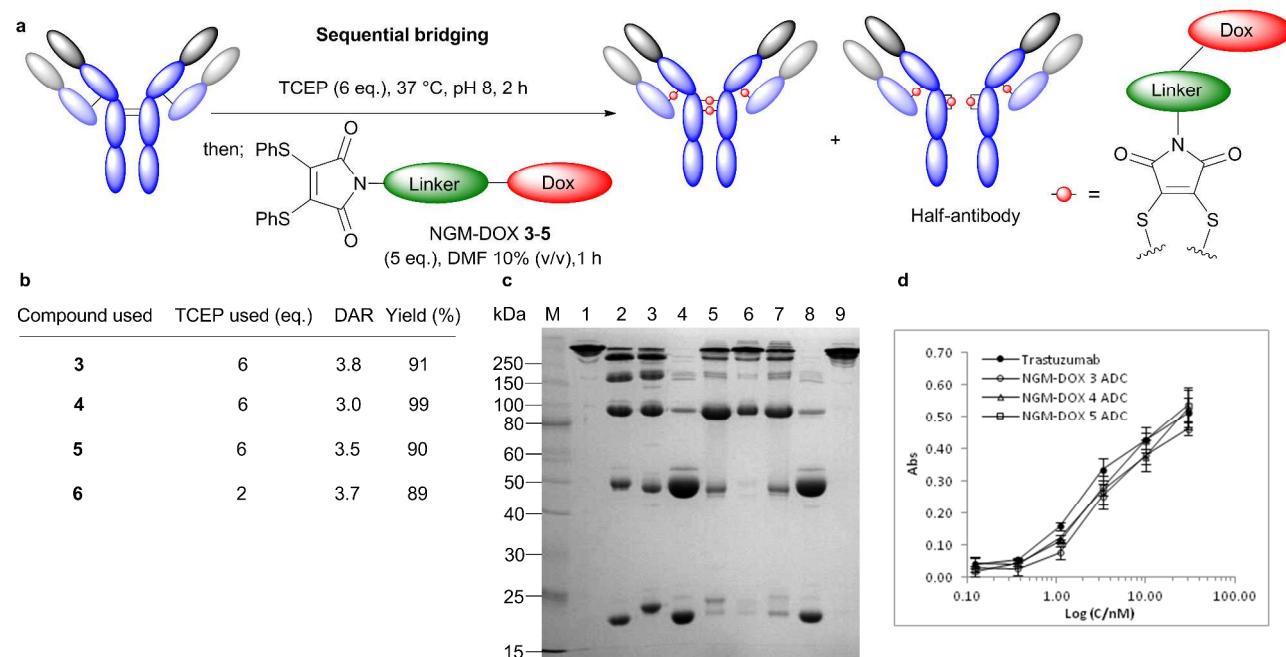 a
Sequential bridging
TCEP (6 eq.), 37 °C, pH 8, 2 h
then;
PhS
O
N
Linker
Dox
PhS
O
NGM-DOX 3-5
(5 eq.), DMF 10% (v/v),1 h
+
Half-antibody
=
Dox
Linker
O
N
O
S
S
b
Compound used TCEP used (eq.) DAR Yield (%)
3 6 3.8 91
4 6 3.0 99
5 6 3.5 90
6 2 3.7 89
c
kDa M 1 2 3 4 5 6 7 8 9
250
150
100
80
60
50
40
30
25
15
d
Trastuzumab
NGM-DOX 3 ADC
NGM-DOX 4 ADC
NGM-DOX 5 ADC
Abs
0.70
0.60
0.50
0.40
0.30
0.20
0.10
0.00
0.10 1.00 10.00 100.00
Log (C/nM)